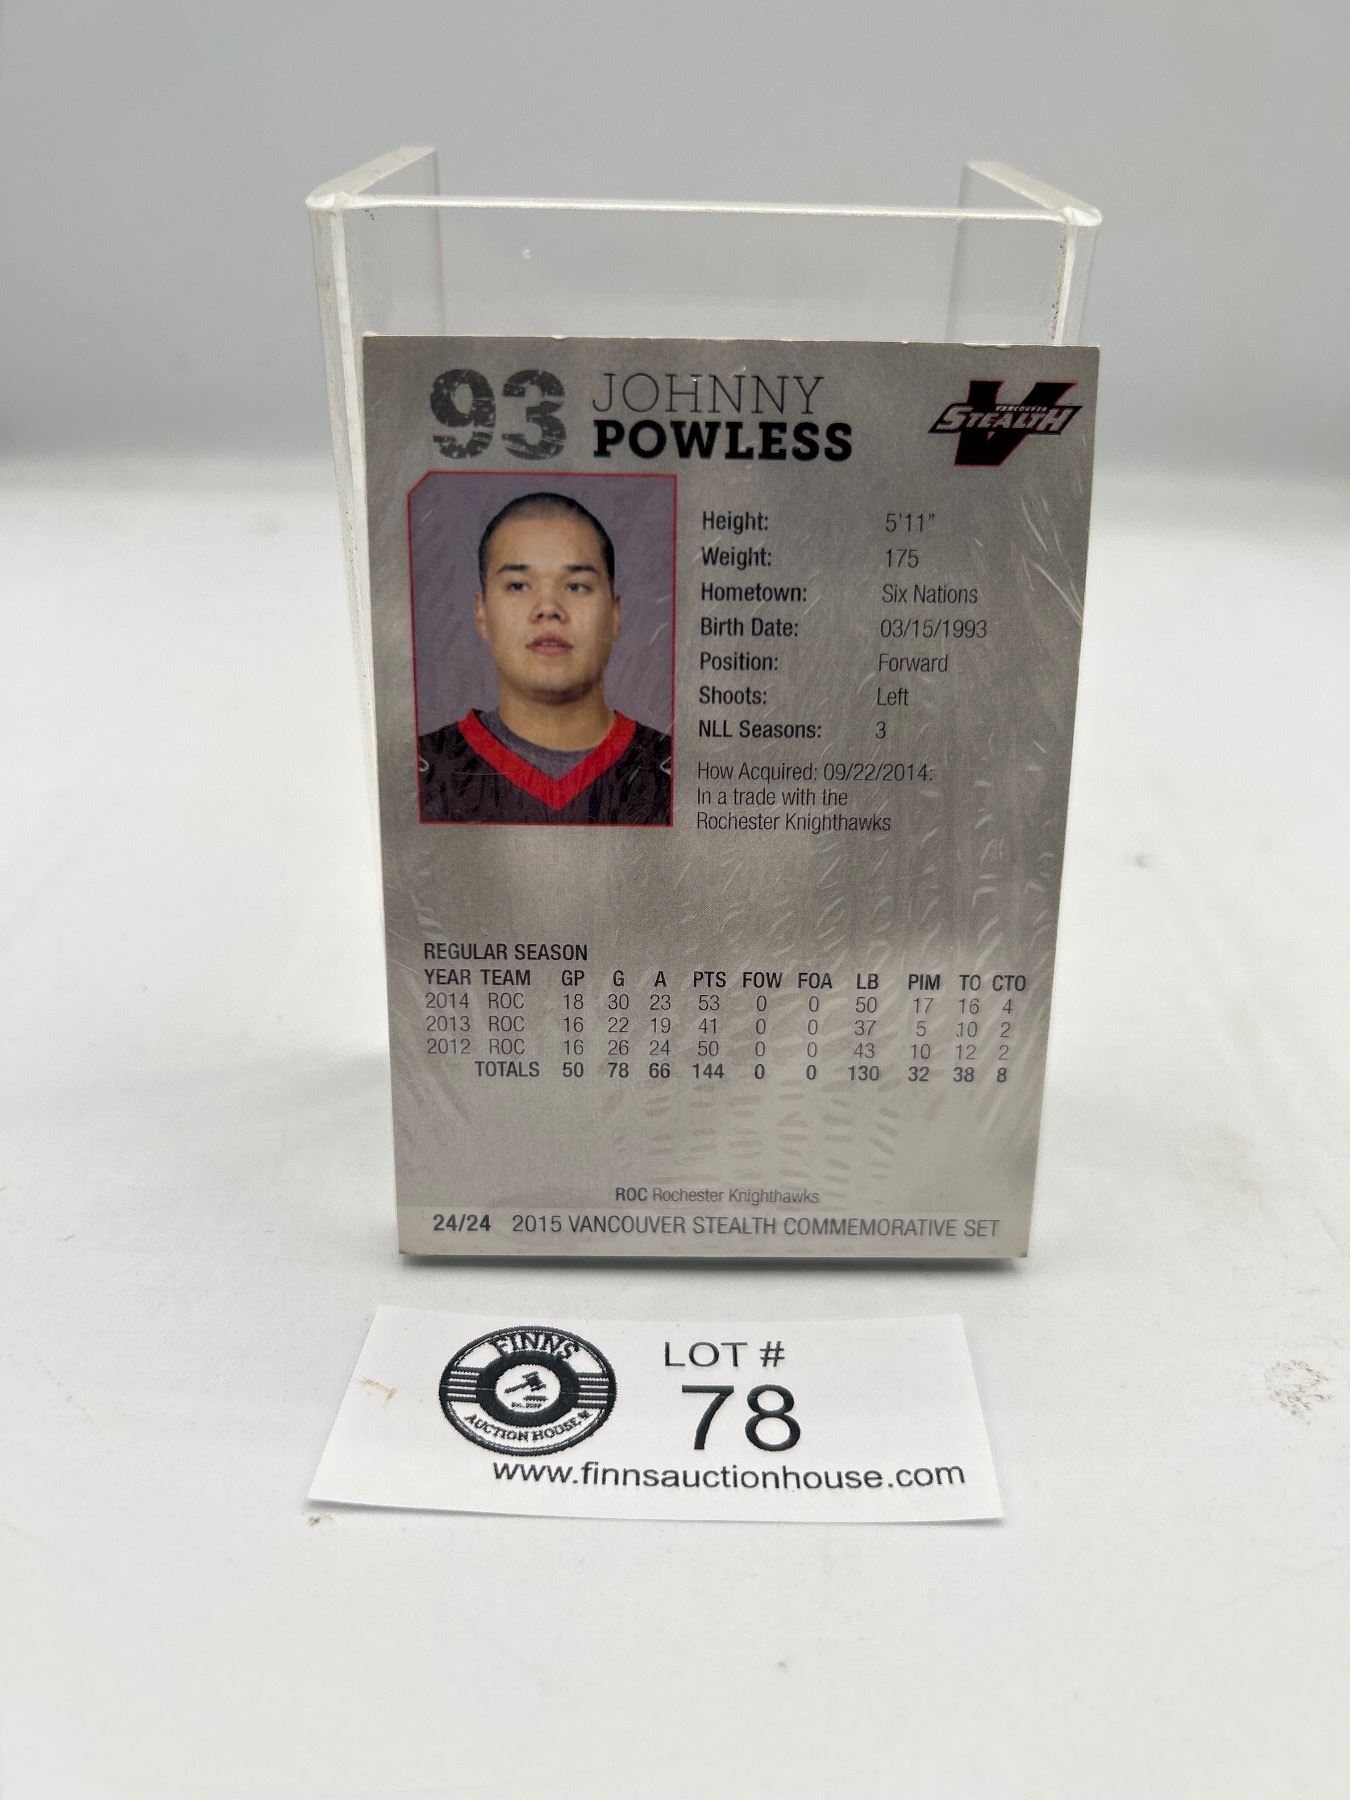 93 JOHNNY
POWLESS
VANCOUVER
STEALTH
Height: 5'11"
Weight: 175
Hometown: Six Nations
Birth Date: 03/15/1993
Position: Forward
Shoots: Left
NLL Seasons: 3
How Acquired: 09/22/2014:
In a trade with the
Rochester Knighthawks
REGULAR SEASON
YEAR TEAM GP G A PTS FOW FOA LB PIM TO CTO
2014 ROC 18 30 23 53 0 0 50 17 16 4
2013 ROC 16 22 19 41 0 0 37 5 10 2
2012 ROC 16 26 24 50 0 0 43 10 12 2
TOTALS 50 78 66 144 0 0 130 32 38 8
ROC Rochester Knighthawks
24/24 2015 VANCOUVER STEALTH COMMEMORATIVE SET
FINNS
AUCTION HOUSE
LOT #
78
www.finnsauctionhouse.com